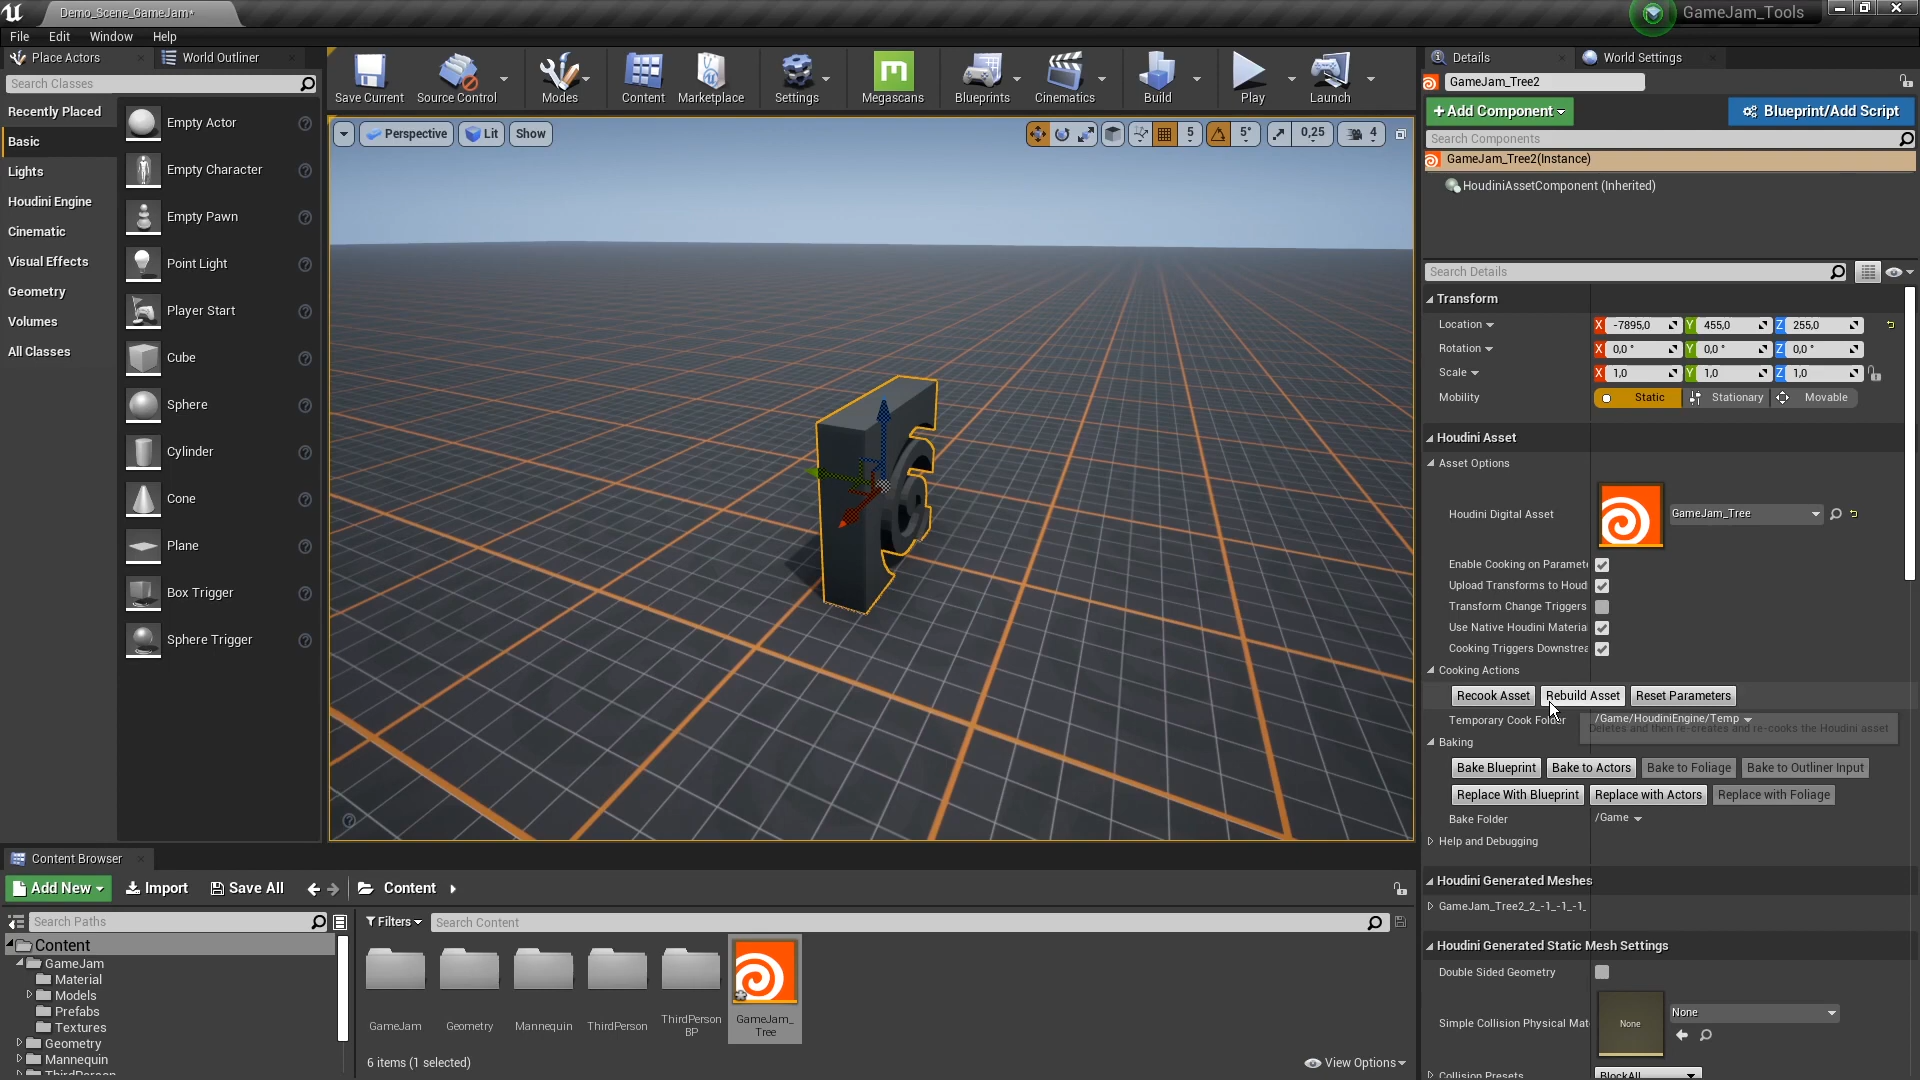 Demo_Scene_GameJam*
GameJam_Tools
File Edit Window Help
Place Actors
World Outliner
Search Classes
Recently Placed
Basic
Lights
Houdini Engine
Cinematic
Visual Effects
Geometry
Volumes
All Classes
Empty Actor
Empty Character
Empty Pawn
Point Light
Player Start
Cube
Sphere
Cylinder
Cone
Plane
Box Trigger
Sphere Trigger
Save Current
Source Control
Modes
Content
Marketplace
Settings
Megascans
Blueprints
Cinematics
Build
Play
Launch
Perspective
Lit
Show
5
5°
0,25
4
Details
World Settings
GameJam_Tree2
+Add Component
Blueprint/Add Script
Search Components
GameJam_Tree2(Instance)
HoudiniAssetComponent (Inherited)
Search Details
Transform
Location X -7895,0 Y 455,0 Z 255,0
Rotation X 0,0 ° Y 0,0 ° Z 0,0 °
Scale X 1,0 Y 1,0 Z 1,0
Mobility Static Stationary Movable
Houdini Asset
Asset Options
Houdini Digital Asset GameJam_Tree
Enable Cooking on Paramet
Upload Transforms to Houd
Transform Change Triggers
Use Native Houdini Materia
Cooking Triggers Downstrea
Cooking Actions
Recook Asset Rebuild Asset Reset Parameters
Temporary Cook Folder /Game/HoudiniEngine/Temp
Deletes and then re-creates and re-cooks the Houdini asset
Baking
Bake Blueprint Bake to Actors Bake to Foliage Bake to Outliner Input
Replace With Blueprint Replace with Actors Replace with Foliage
Bake Folder /Game
Help and Debugging
Houdini Generated Meshes
GameJam_Tree2_2_-1_-1_-1_
Houdini Generated Static Mesh Settings
Double Sided Geometry
Simple Collision Physical Mat None None
Collision Presets BlockAll
Content Browser
Add New Import Save All Content
Search Paths
Filters Search Content
Content
GameJam
Material
Models
Prefabs
Textures
Geometry
Mannequin
ThirdPerson
GameJam
Geometry
Mannequin
ThirdPerson
ThirdPerson
BP
GameJam_
Tree
6 items (1 selected)
View Options